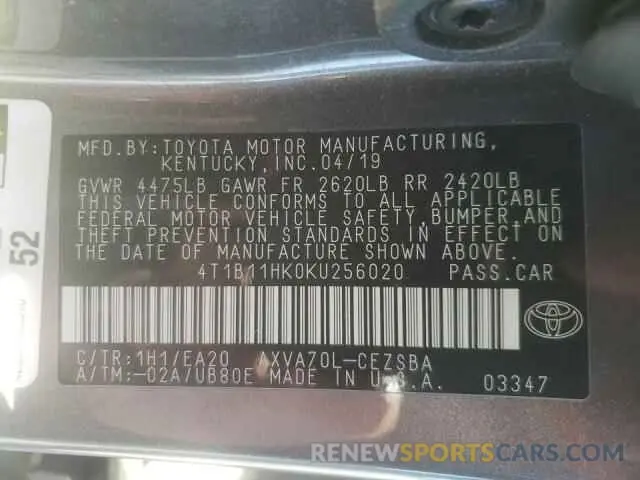 MFD.BY:TOYOTA MOTOR MANUFACTURING,
KENTUCKY,INC.04/19
GVWR 4475LB GAWR FR 2620LB RR 2420LB
THIS VEHICLE CONFORMS TO ALL APPLICABLE
FEDERAL MOTOR VEHICLE SAFETY,BUMPER,AND
THEFT PREVENTION STANDARDS IN EFFECT ON
THE DATE OF MANUFACTURE SHOWN ABOVE.
4T1B11HK0KU256020 PASS.CAR
C/TR:1H1/EA20 AXVA70L-CEZSBA
A/TM:-02A/UB80E MADE IN U.S.A. 03347
52
RENEWSPORTSCARS.COM